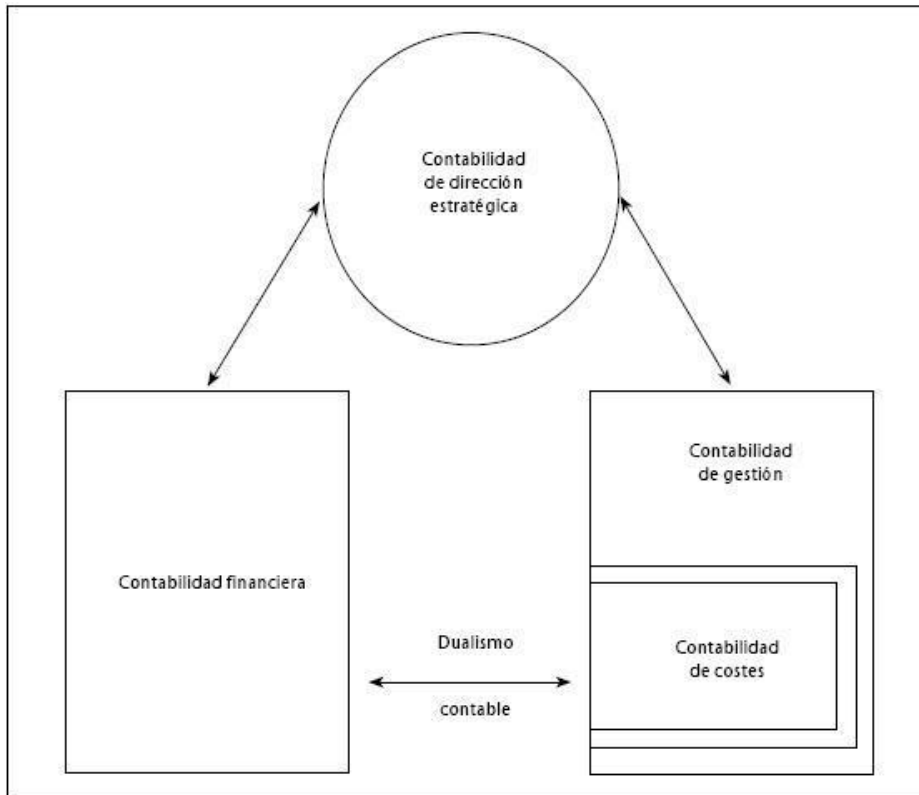 Contabilidad
de dirección
estratégica
Contabilidad
de gestión
Contabilidad financiera
Dualismo
contable
Contabilidad
de costes